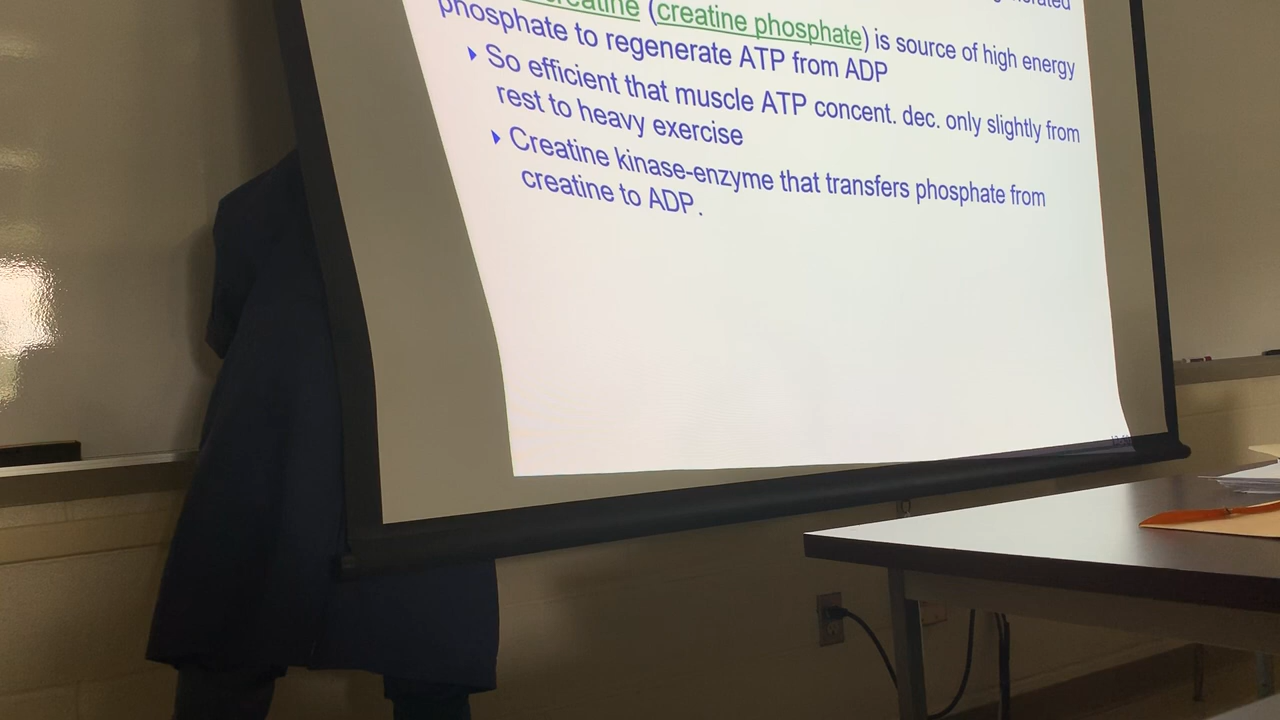 creatine (creatine phosphate) is source of high energy
phosphate to regenerate ATP from ADP
So efficient that muscle ATP concent. dec. only slightly from
rest to heavy exercise
Creatine kinase-enzyme that transfers phosphate from
creatine to ADP.